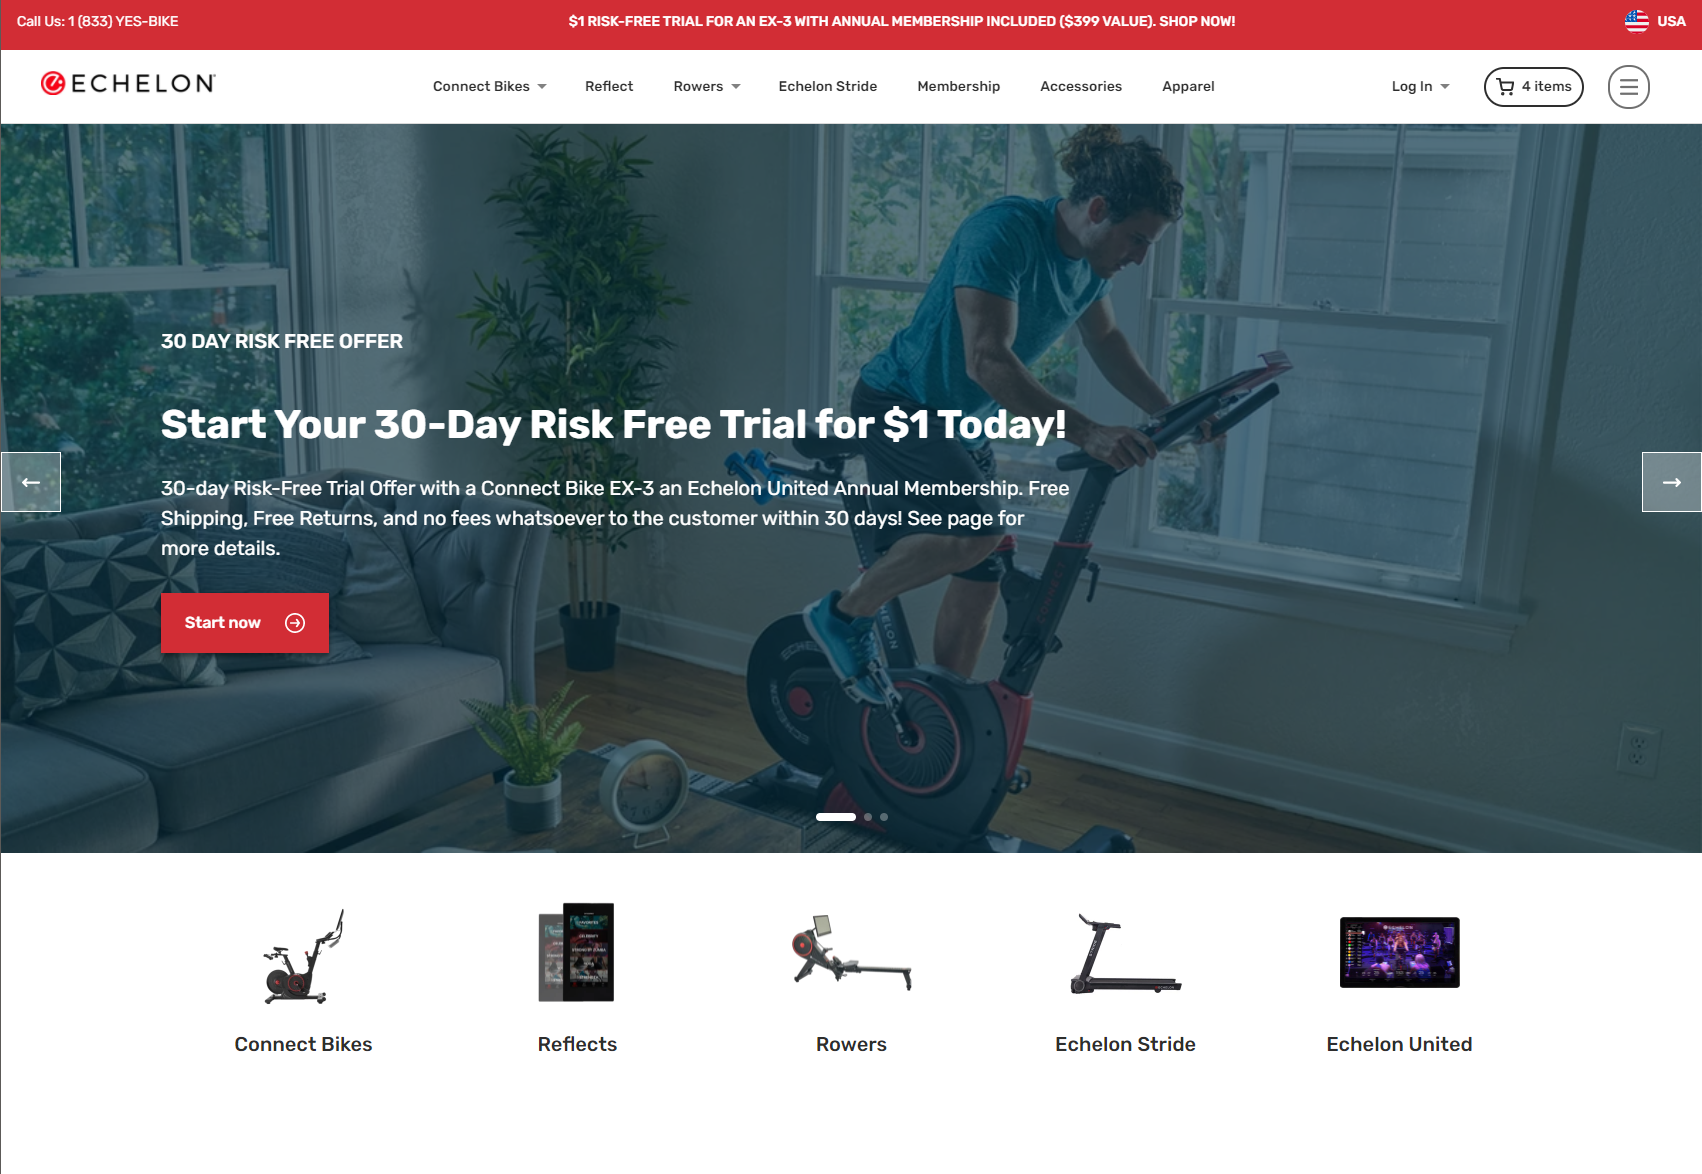 Call Us: 1 (833) YES-BIKE
$1 RISK-FREE TRIAL FOR AN EX-3 WITH ANNUAL MEMBERSHIP INCLUDED ($399 VALUE). SHOP NOW!
USA
ECHELON
Connect Bikes
Reflect
Rowers
Echelon Stride
Membership
Accessories
Apparel
Log In
4 items
30 DAY RISK FREE OFFER
Start Your 30-Day Risk Free Trial for $1 Today!
30-day Risk-Free Trial Offer with a Connect Bike EX-3 an Echelon United Annual Membership. Free
Shipping, Free Returns, and no fees whatsoever to the customer within 30 days! See page for
more details.
Start now
CONNECT
ECHELON
ECHELON
ECHELON
Connect Bikes
Reflects
Rowers
Echelon Stride
Echelon United